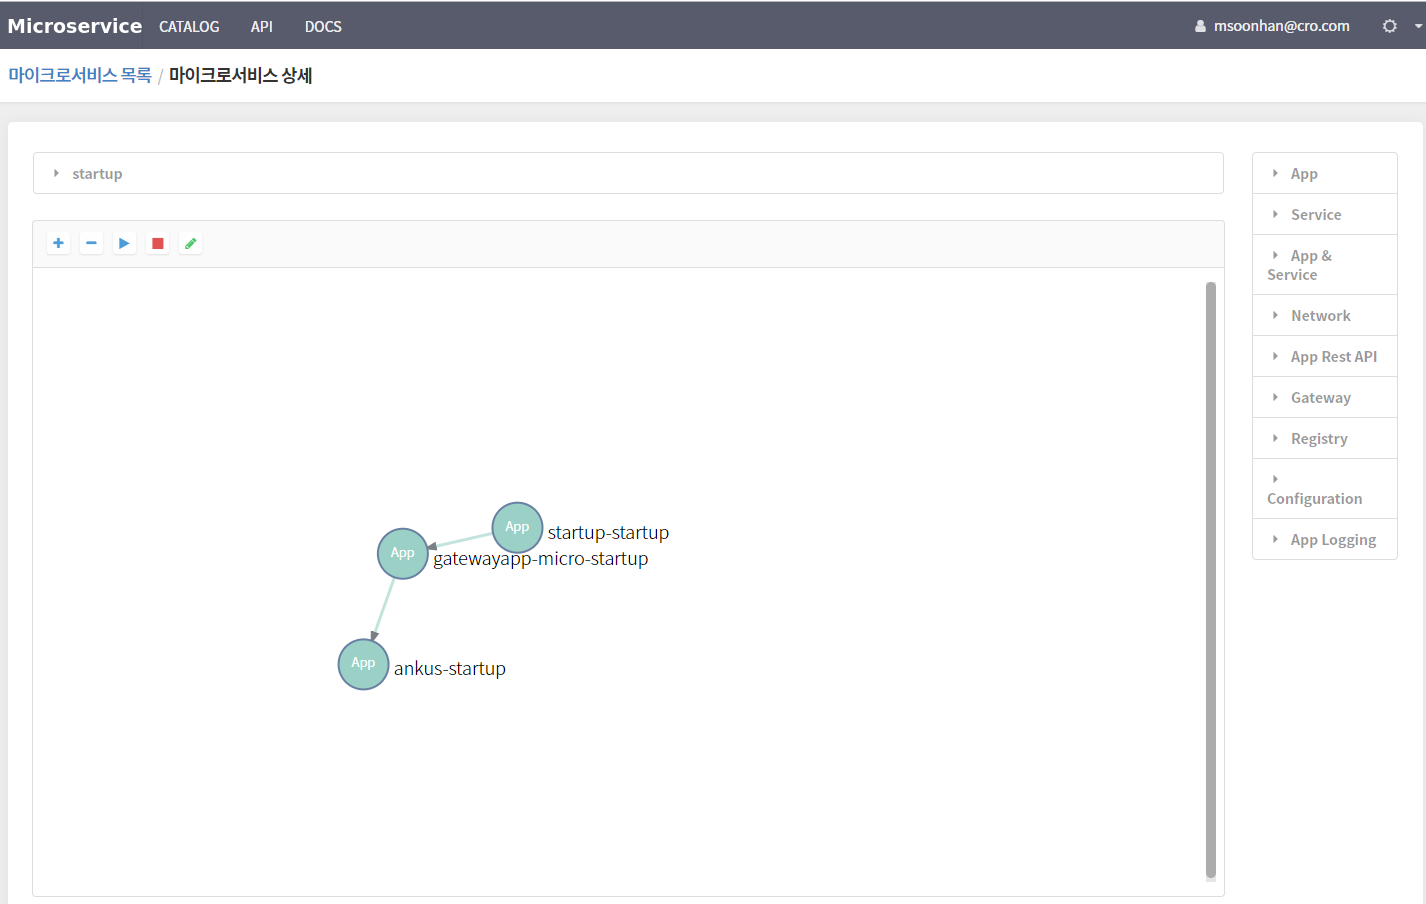 Microservice CATALOG API DOCS msoonhan@cro.com
마이크로서비스 목록 / 마이크로서비스 상세
startup
App
startup-startup
App
gatewayapp-micro-startup
App
ankus-startup
App
Service
App &
Service
Network
App Rest API
Gateway
Registry
Configuration
App Logging